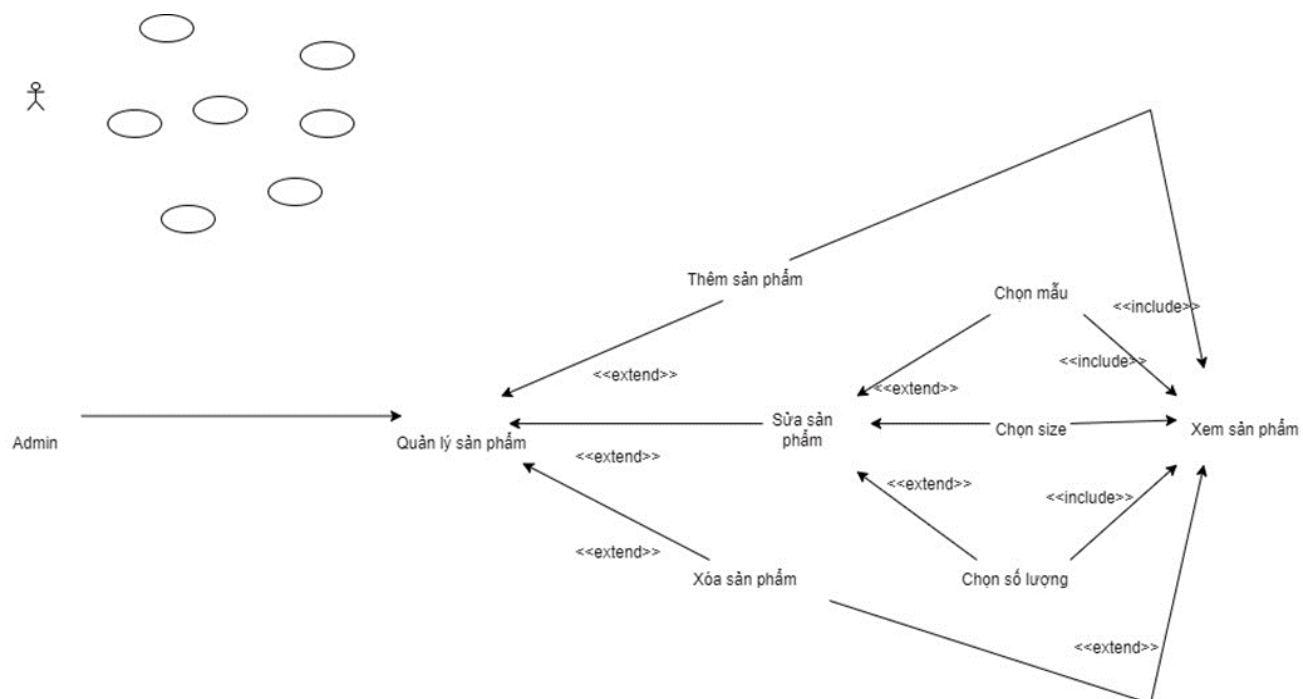 Thêm sản phẩm
Chọn mẫu
<<include>>
<<include>>
<<extend>>
<<extend>>
Admin
Quản lý sản phẩm
Sửa sản
phẩm
Chọn size
Xem sản phẩm
<<extend>>
<<extend>>
<<include>>
<<extend>>
Xóa sản phẩm
Chọn số lượng
<<extend>>